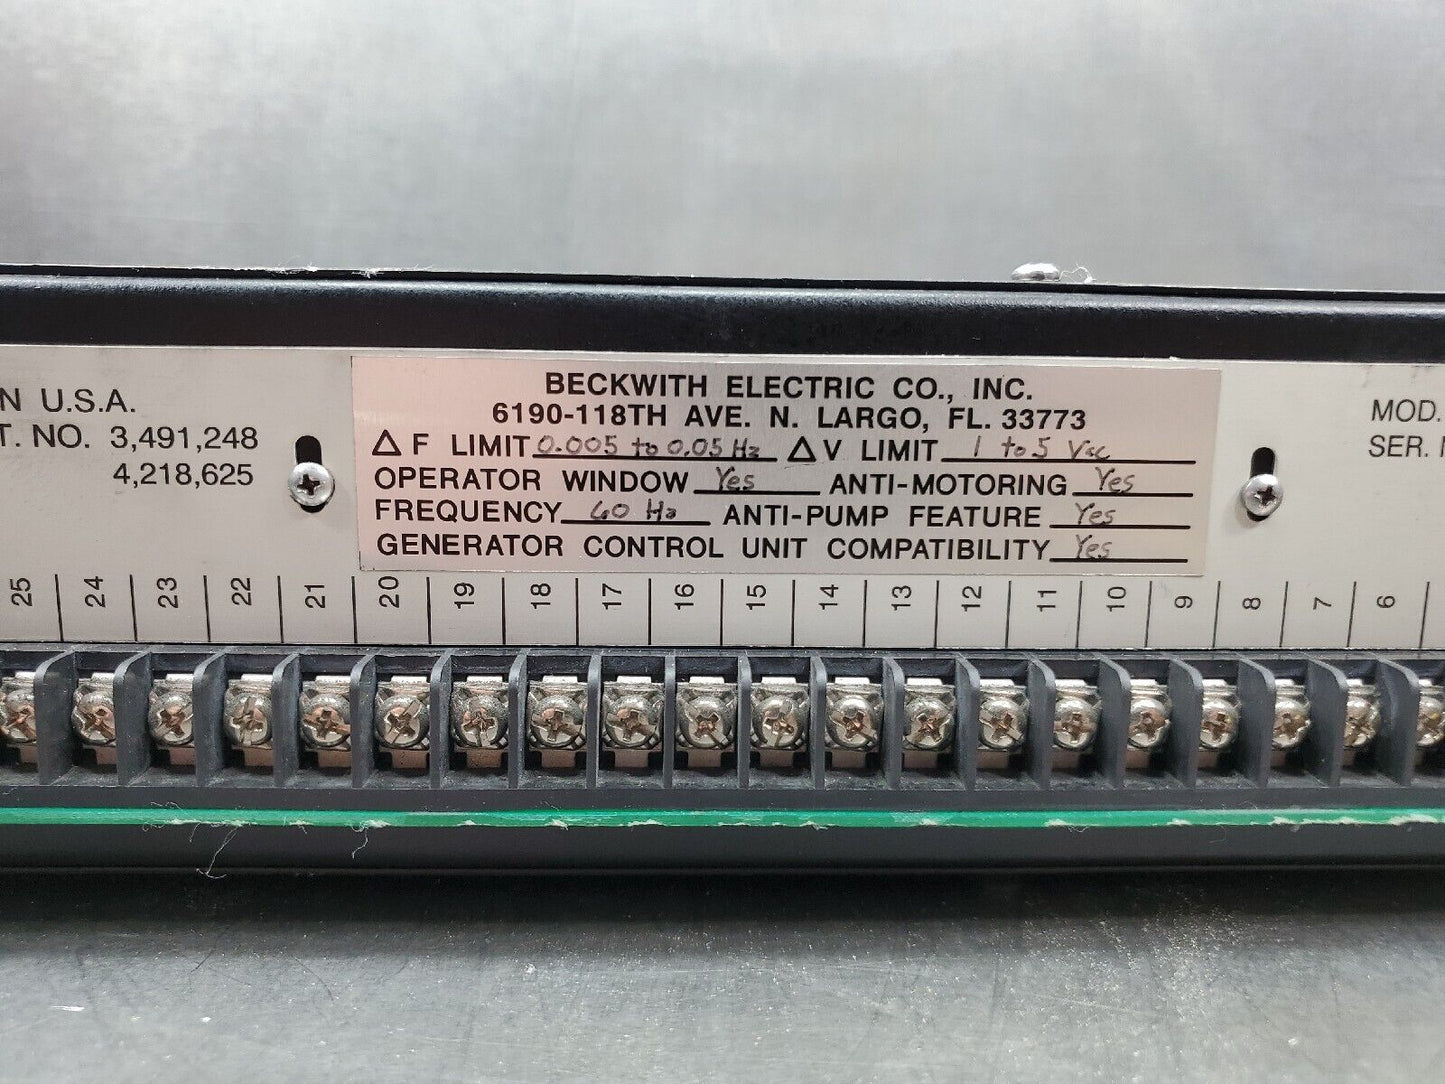 N U.S.A.
T. NO. 3,491,248
4,218,625
BECKWITH ELECTRIC CO., INC.
6190-118TH AVE. N. LARGO, FL. 33773
Δ F LIMIT 0.005 to 0.05 Hz Δ V LIMIT 1 to 5 Vac
OPERATOR WINDOW Yes ANTI-MOTORING Yes
FREQUENCY 60 Hz ANTI-PUMP FEATURE Yes
GENERATOR CONTROL UNIT COMPATIBILITY Yes
MOD.
SER. N
25 24 23 22 21 20 19 18 17 16 15 14 13 12 11 10 9 8 7 6